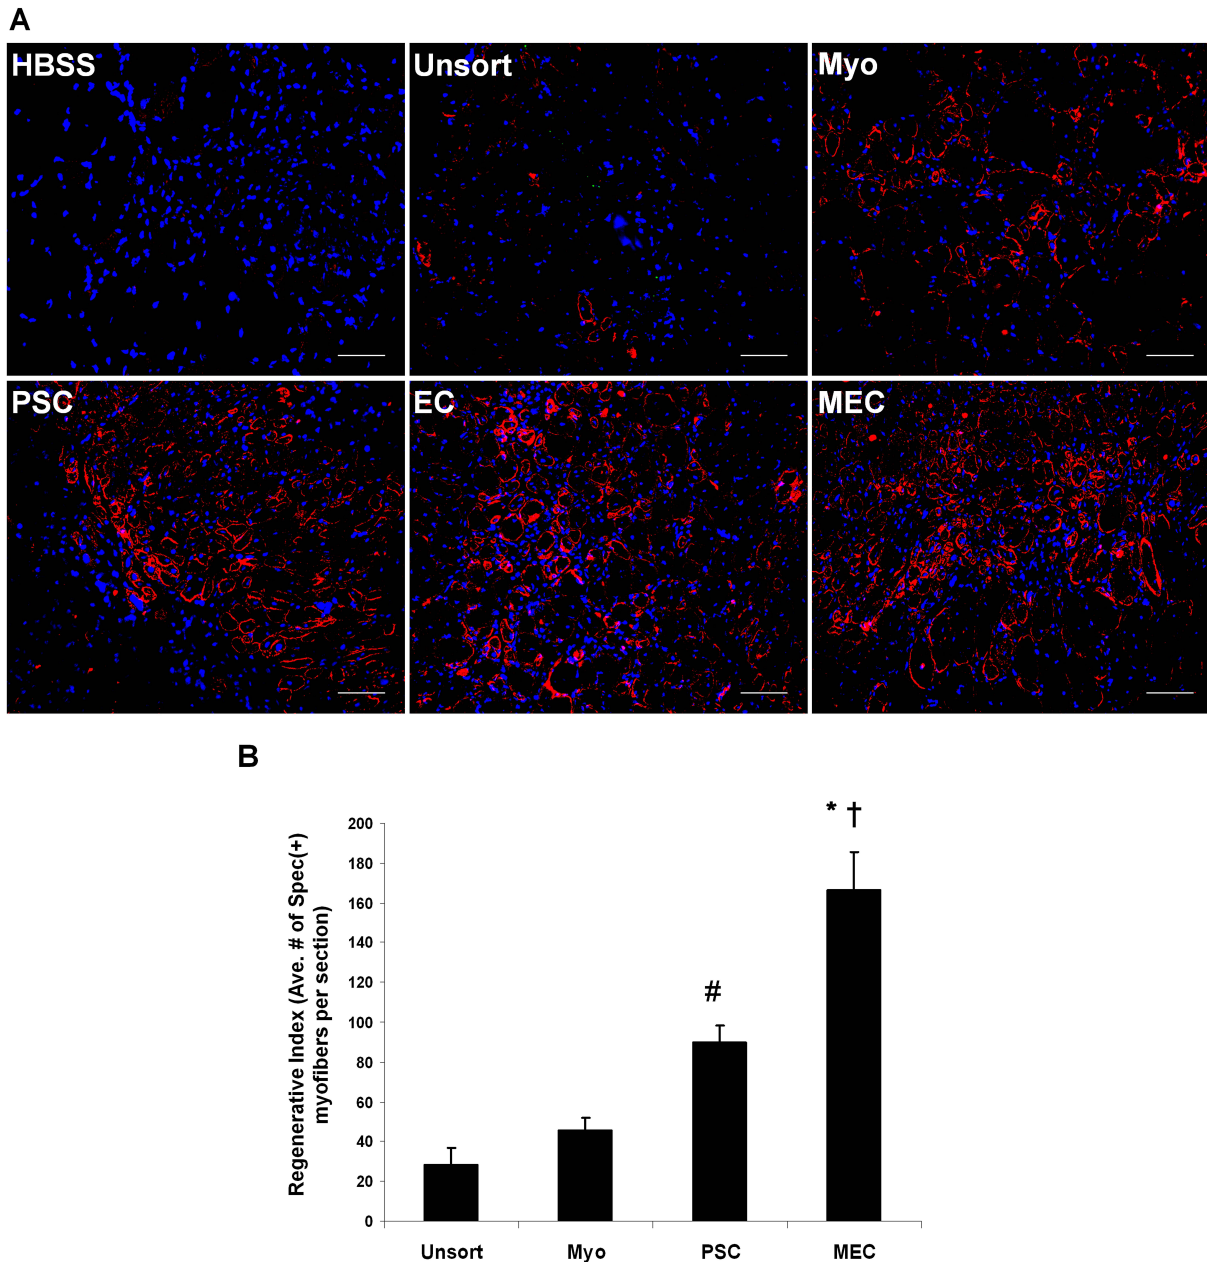 A
HBSS
Unsort
Myo
PSC
EC
MEC
B
Regenerative Index (Ave. # of Spec(+)
myofibers per section)
200
180
160
140
120
100
80
60
40
20
0
#
* †
Unsort
Myo
PSC
MEC